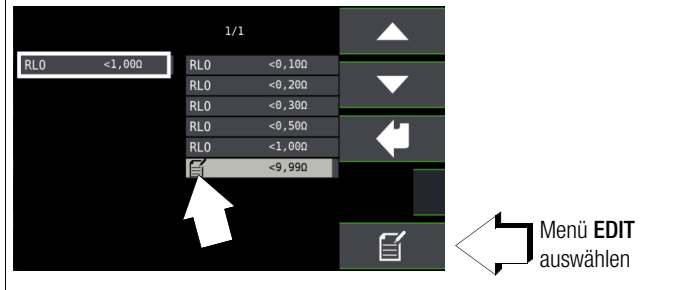 1/1
RLO <1,00Ω
RLO <0,10Ω
RLO <0,20Ω
RLO <0,30Ω
RLO <0,50Ω
RLO <1,00Ω
<9,99Ω
Menü EDIT
auswählen